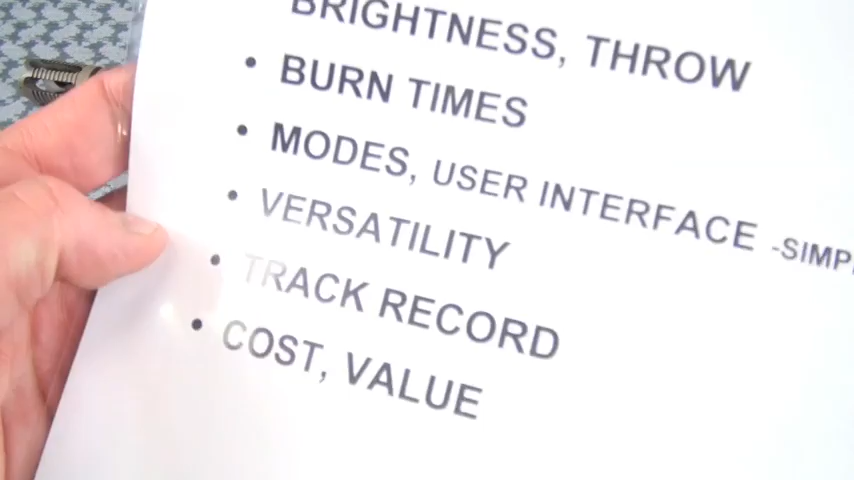 BRIGHTNESS, THROW
• BURN TIMES
• MODES, USER INTERFACE -SIMP
• VERSATILITY
• TRACK RECORD
• COST, VALUE